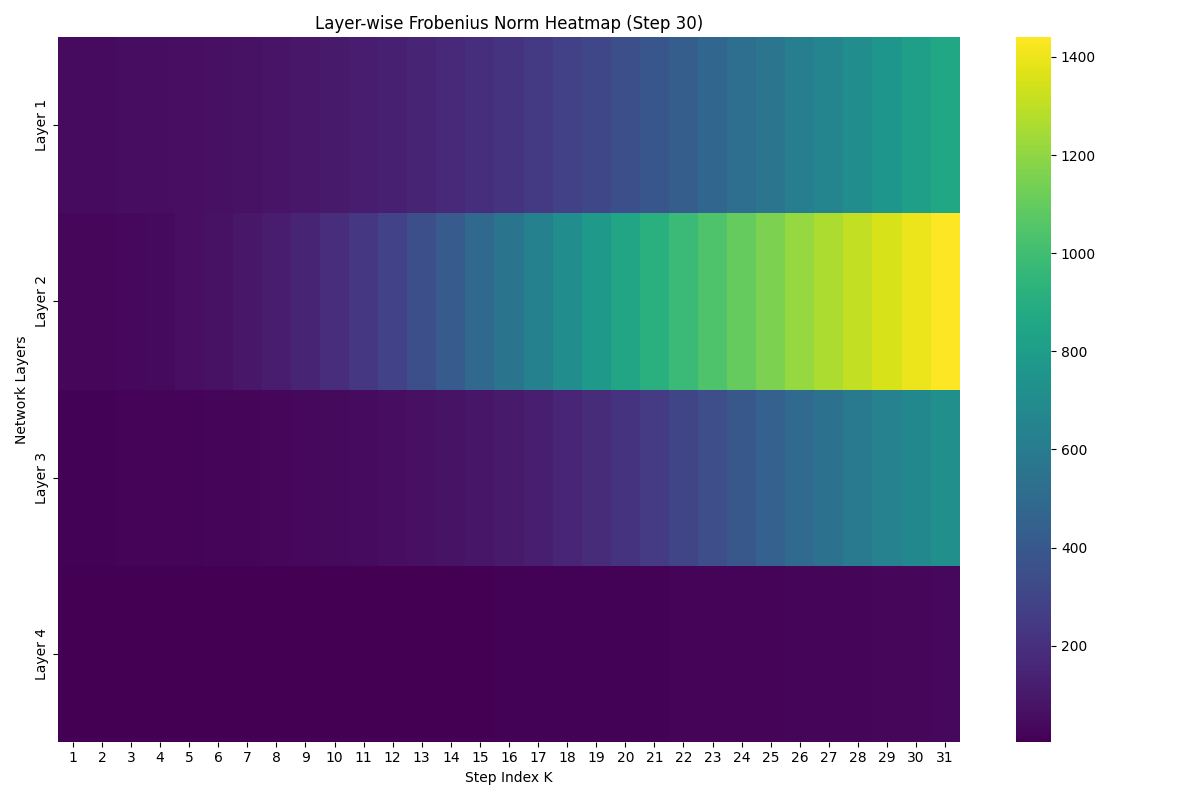 Layer-wise Frobenius Norm Heatmap (Step 30)
Network Layers
Layer 1
Layer 2
Layer 3
Layer 4
1 2 3 4 5 6 7 8 9 10 11 12 13 14 15 16 17 18 19 20 21 22 23 24 25 26 27 28 29 30 31
Step Index K
1400
1200
1000
800
600
400
200